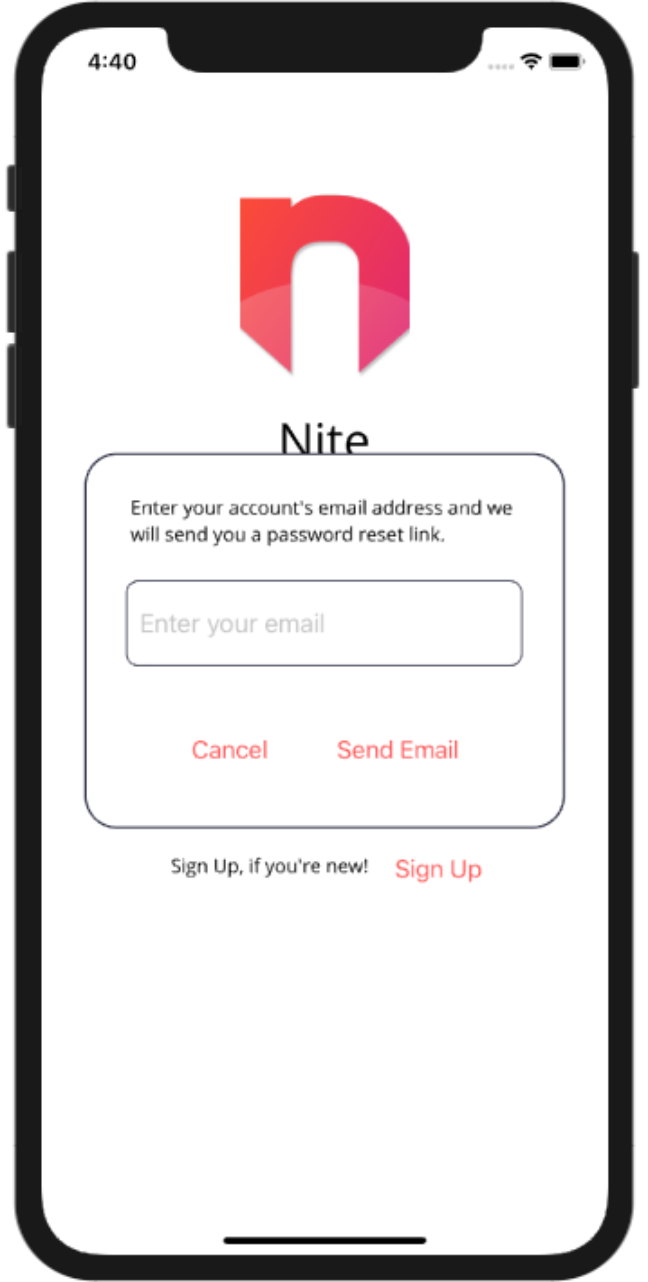 4:40
n
Nite
Enter your account's email address and we
will send you a password reset link.
Enter your email
Cancel Send Email
Sign Up, if you're new! Sign Up